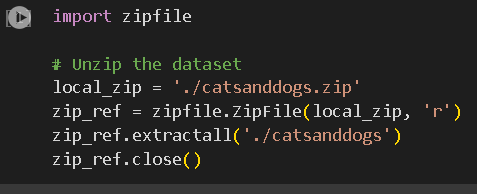 import zipfile
# Unzip the dataset
local_zip = './catsanddogs.zip'
zip_ref = zipfile.ZipFile(local_zip, 'r')
zip_ref.extractall('./catsanddogs')
zip_ref.close()